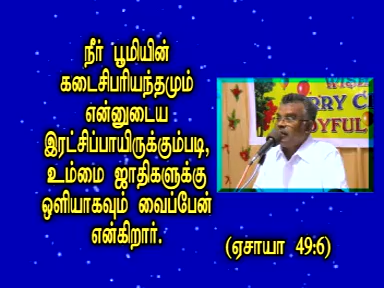 நீர் பூமியின்
கடைசிபரியந்தமும்
என்னுடைய
இரட்சிப்பாயிருக்கும்படி,
உம்மை ஜாதிகளுக்கு
ஒளியாகவும் வைப்பேன்
என்கிறார்.
(ஏசாயா 49:6)